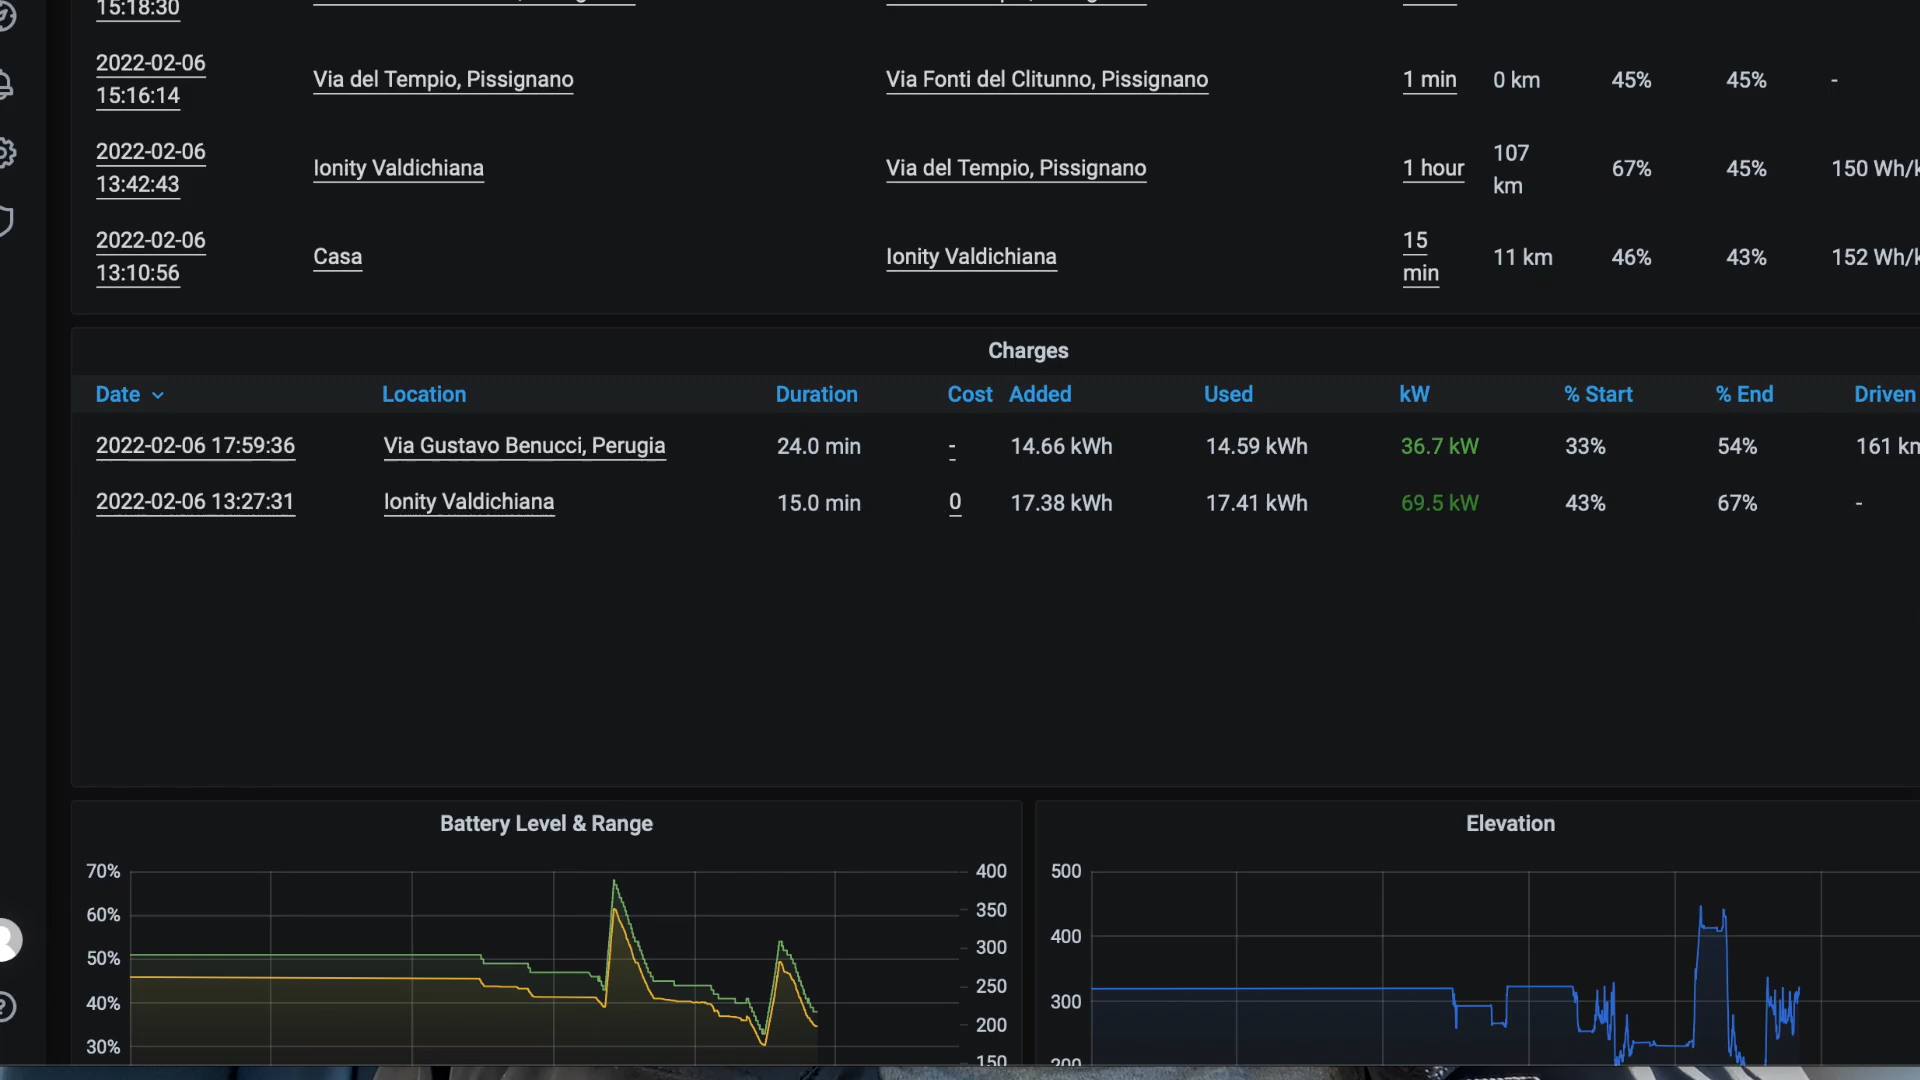 15:18:30
2022-02-06
15:16:14
Via del Tempio, Pissignano
Via Fonti del Clitunno, Pissignano
1 min
0 km
45%
45%
-
2022-02-06
13:42:43
Ionity Valdichiana
Via del Tempio, Pissignano
1 hour
107
km
67%
45%
150 Wh/k
2022-02-06
13:10:56
Casa
Ionity Valdichiana
15
min
11 km
46%
43%
152 Wh/k
Charges
Date Location Duration Cost Added Used kW % Start % End Driven
2022-02-06 17:59:36 Via Gustavo Benucci, Perugia 24.0 min - 14.66 kWh 14.59 kWh 36.7 kW 33% 54% 161 km
2022-02-06 13:27:31 Ionity Valdichiana 15.0 min 0 17.38 kWh 17.41 kWh 69.5 kW 43% 67% -
Battery Level & Range
70%
60%
50%
40%
30%
400
350
300
250
200
150
Elevation
500
400
300
200